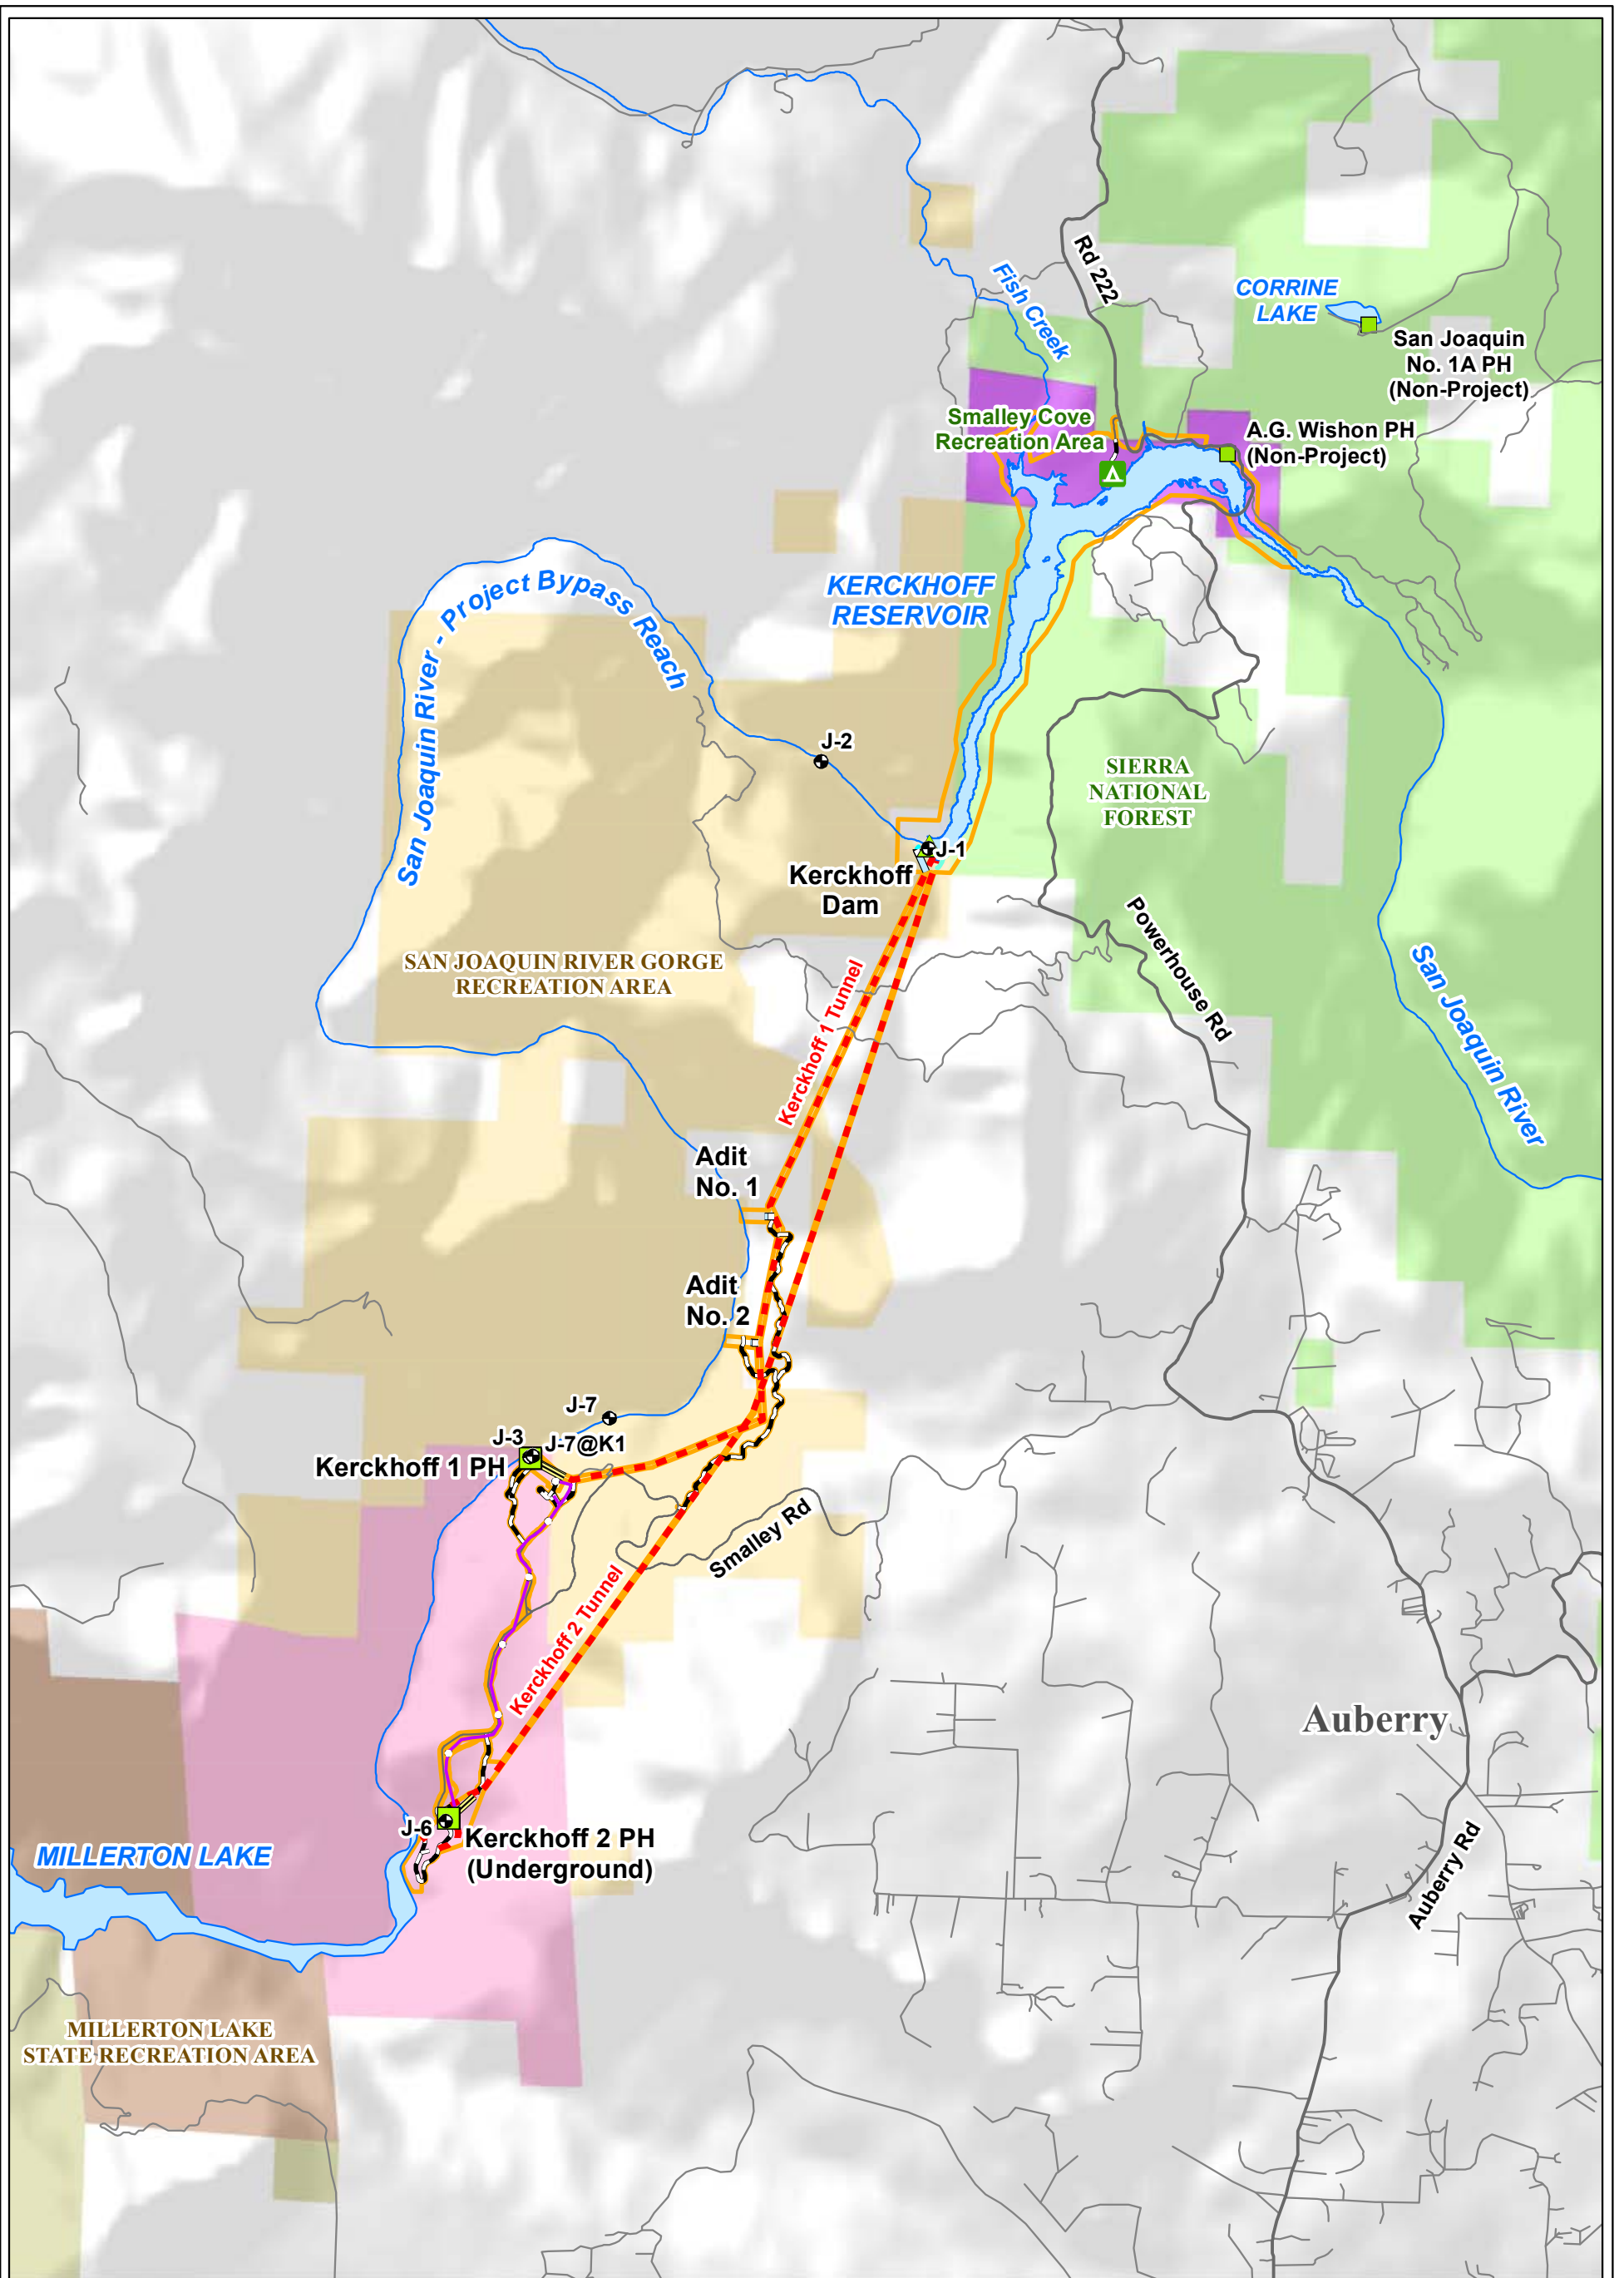 Rd 222
Fish Creek
CORRINE
LAKE
San Joaquin
No. 1A PH
(Non-Project)
Smalley Cove
Recreation Area
A.G. Wishon PH
(Non-Project)
San Joaquin River - Project Bypass Reach
KERCKHOFF
RESERVOIR
J-2
SIERRA
NATIONAL
FOREST
J-1
Kerckhoff
Dam
Powerhouse Rd
SAN JOAQUIN RIVER GORGE
RECREATION AREA
San Joaquin River
Kerckhoff 1 Tunnel
Adit
No. 1
Adit
No. 2
J-7
J-3
J-7@K1
Kerckhoff 1 PH
Smalley Rd
Kerckhoff 2 Tunnel
Auberry
J-6
Kerckhoff 2 PH
(Underground)
MILLERTON LAKE
Auberry Rd
MILLERTON LAKE
STATE RECREATION AREA